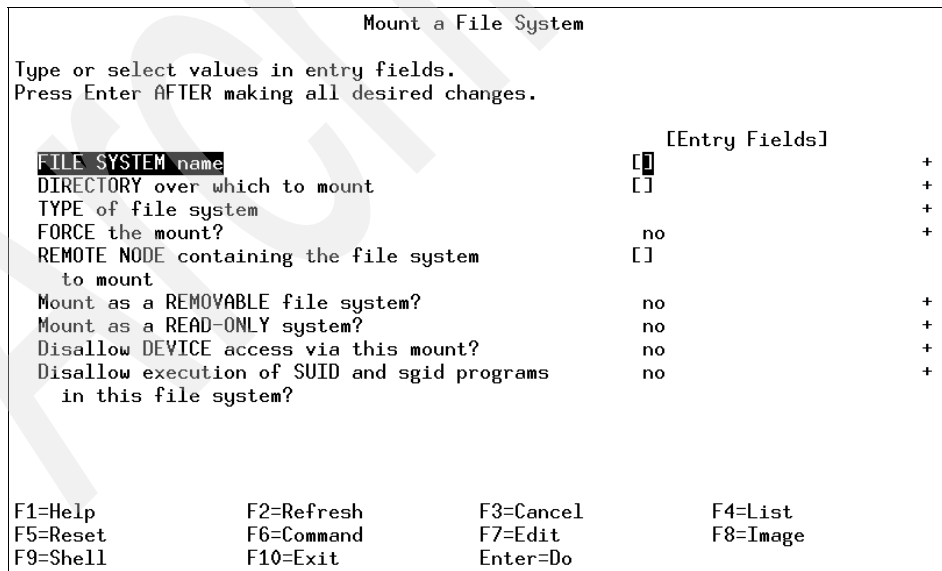 Mount a File System
Type or select values in entry fields.
Press Enter AFTER making all desired changes.
[Entry Fields]
FILE SYSTEM name [] +
DIRECTORY over which to mount [] +
TYPE of file system +
FORCE the mount? no +
REMOTE NODE containing the file system []
to mount
Mount as a REMOVABLE file system? no +
Mount as a READ-ONLY system? no +
Disallow DEVICE access via this mount? no +
Disallow execution of SUID and sgid programs no +
in this file system?
F1=Help F2=Refresh F3=Cancel F4=List
F5=Reset F6=Command F7=Edit F8=Image
F9=Shell F10=Exit Enter=Do